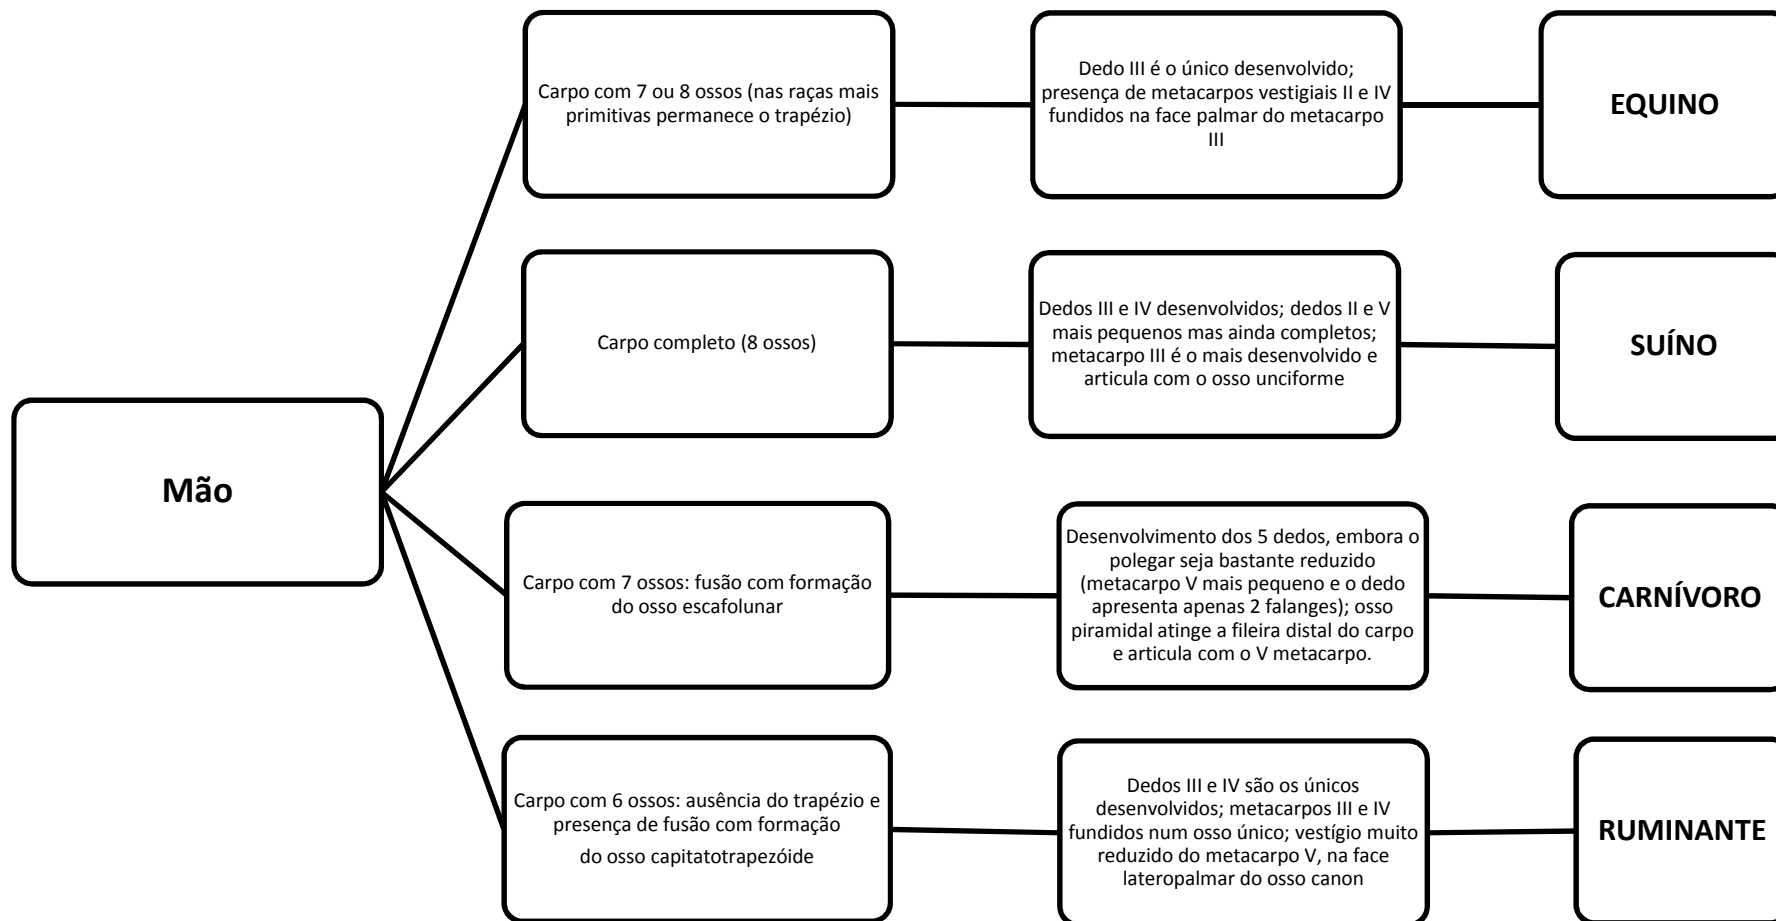 Carpo com 7 ou 8 ossos (nas raças mais
primitivas permanece o trapézio)
Dedo III é o único desenvolvido;
presença de metacarpos vestigiais II e IV
fundidos na face palmar do metacarpo
III
EQUINO
Carpo completo (8 ossos)
Dedos III e IV desenvolvidos; dedos II e V
mais pequenos mas ainda completos;
metacarpo III é o mais desenvolvido e
articula com o osso unciforme
SUÍNO
Mão
Carpo com 7 ossos: fusão com formação
do osso escafolunar
Desenvolvimento dos 5 dedos, embora o
polegar seja bastante reduzido
(metacarpo V mais pequeno e o dedo
apresenta apenas 2 falanges); osso
piramidal atinge a fileira distal do carpo
e articula com o V metacarpo.
CARNÍVORO
Carpo com 6 ossos: ausência do trapézio e
presença de fusão com formação
do osso capitatotrapezóide
Dedos III e IV são os únicos
desenvolvidos; metacarpos III e IV
fundidos num osso único; vestígio muito
reduzido do metacarpo V, na face
lateropalmar do osso canon
RUMINANTE